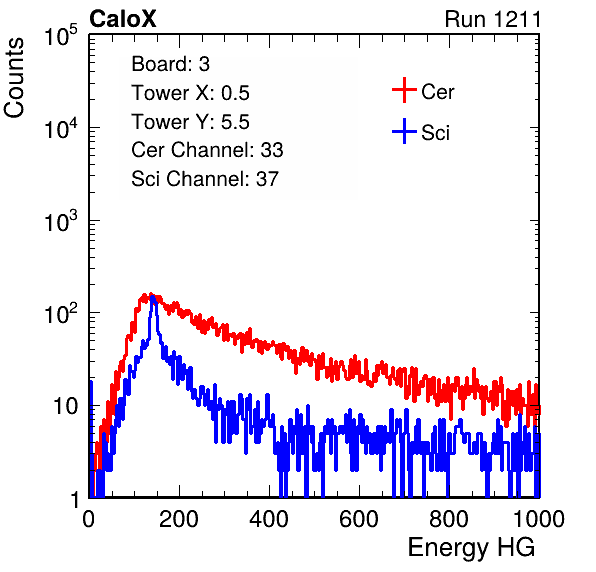 CaloX Run 1211
Counts
Board: 3
Tower X: 0.5
Tower Y: 5.5
Cer Channel: 33
Sci Channel: 37
Cer
Sci
10^5
10^4
10^3
10^2
10
1
0 200 400 600 800 1000
Energy HG